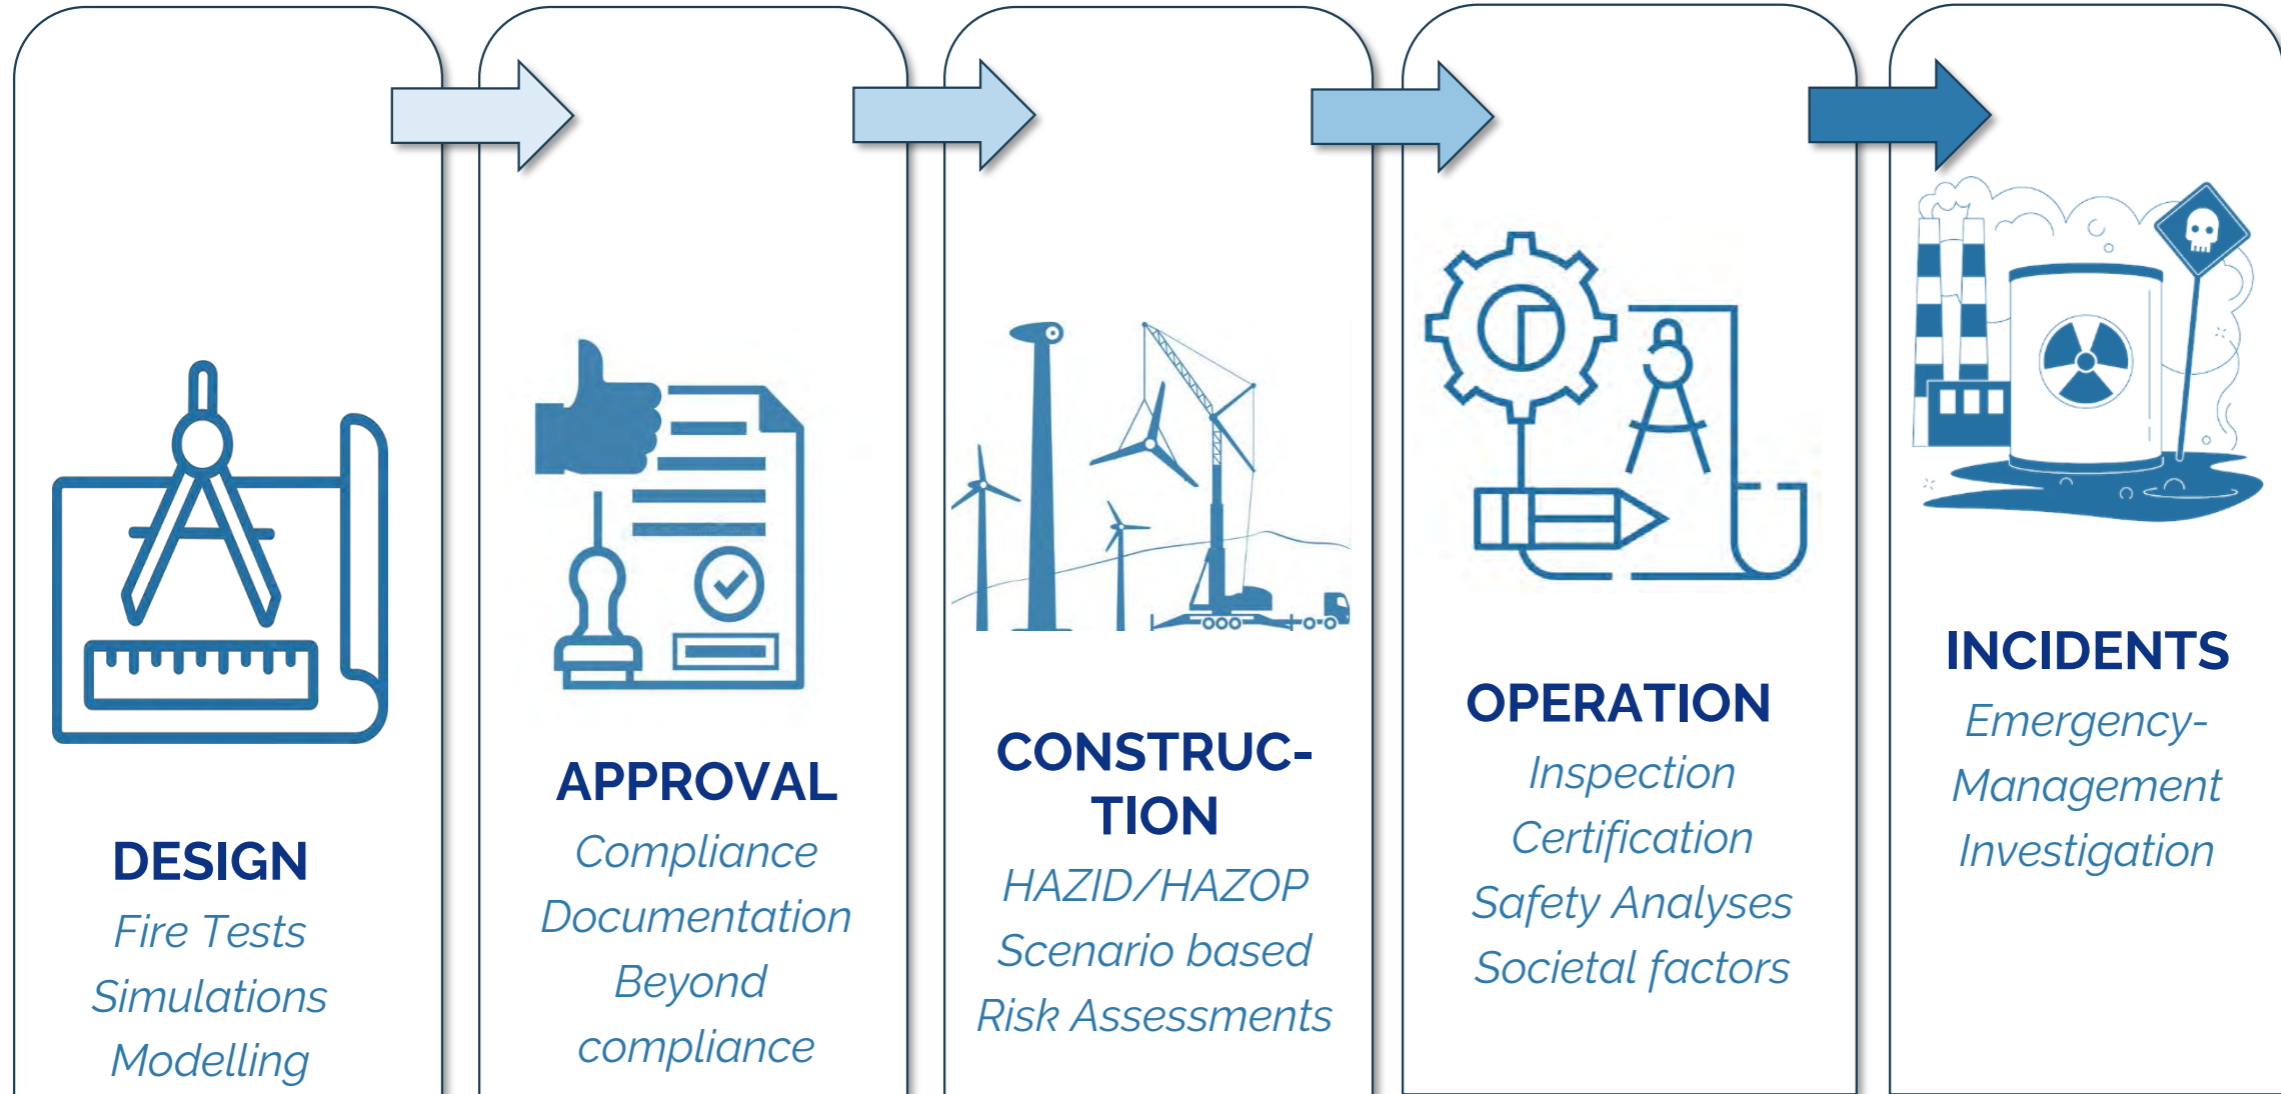 DESIGN
Fire Tests
Simulations
Modelling
APPROVAL
Compliance
Documentation
Beyond
compliance
CONSTRUC-
TION
HAZID/HAZOP
Scenario based
Risk Assessments
OPERATION
Inspection
Certification
Safety Analyses
Societal factors
INCIDENTS
Emergency-
Management
Investigation